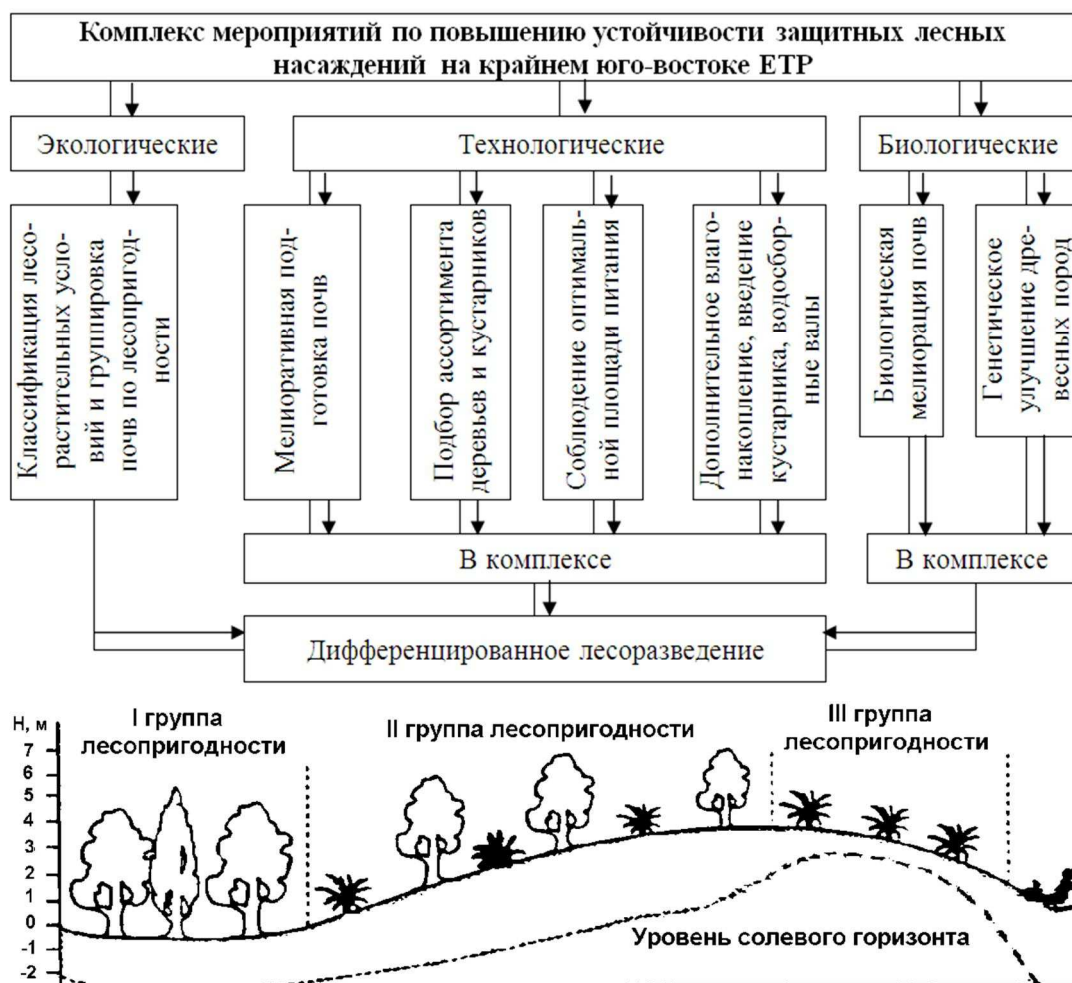 Комплекс мероприятий по повышению устойчивости защитных лесных
насаждений на крайнем юго-востоке ЕТР
Экологические
Технологические
Биологические
Классификация лесо-
растительных усло-
вий и группировка
почв по лесопригод-
ности
Мелиоративная под-
готовка почв
Подбор ассортимента
деревьев и кустарников
Соблюдение оптималь-
ной площади питания
Дополнительное влаго-
накопление, введение
кустарника, водосбор-
ные валы
Биологическая
мелиорация почв
Генетическое
улучшение дре-
весных пород
В комплексе
В комплексе
Дифференцированное лесоразведение
Н, м
7
6
5
4
3
2
1
0
-1
-2
I группа
лесопригодности
II группа лесопригодности
III группа
лесопригодности
Уровень солевого горизонта